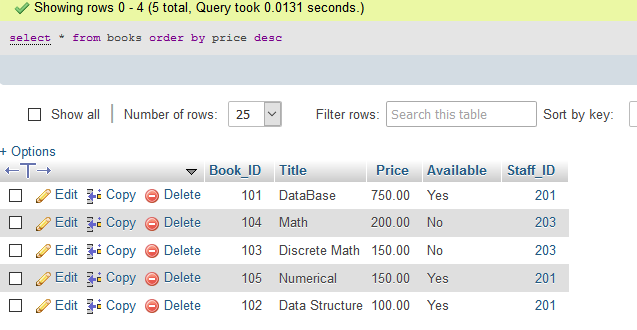 Showing rows 0 - 4 (5 total, Query took 0.0131 seconds.)
select * from books order by price desc
Show all Number of rows: 25 Filter rows: Search this table Sort by key:
+ Options
Book_ID Title Price Available Staff_ID
Edit Copy Delete 101 DataBase 750.00 Yes 201
Edit Copy Delete 104 Math 200.00 No 203
Edit Copy Delete 103 Discrete Math 150.00 No 203
Edit Copy Delete 105 Numerical 150.00 Yes 201
Edit Copy Delete 102 Data Structure 100.00 Yes 201